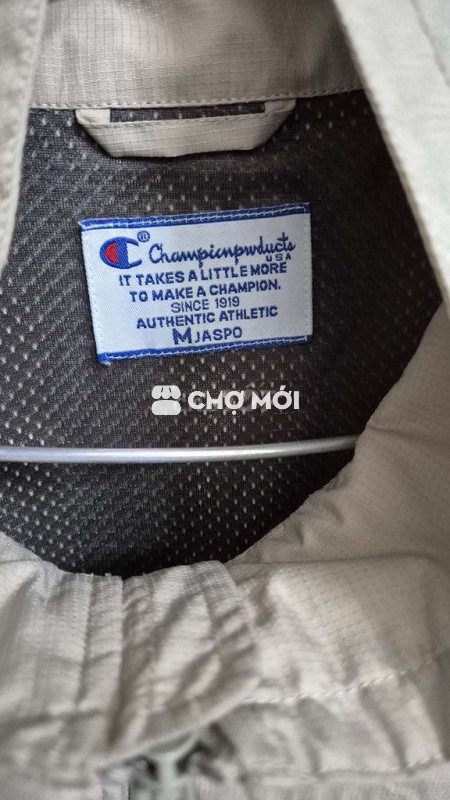 C® Championproducts
USA
IT TAKES A LITTLE MORE
TO MAKE A CHAMPION.
SINCE 1919
AUTHENTIC ATHLETIC
M JASPO
CHỢ MỚI